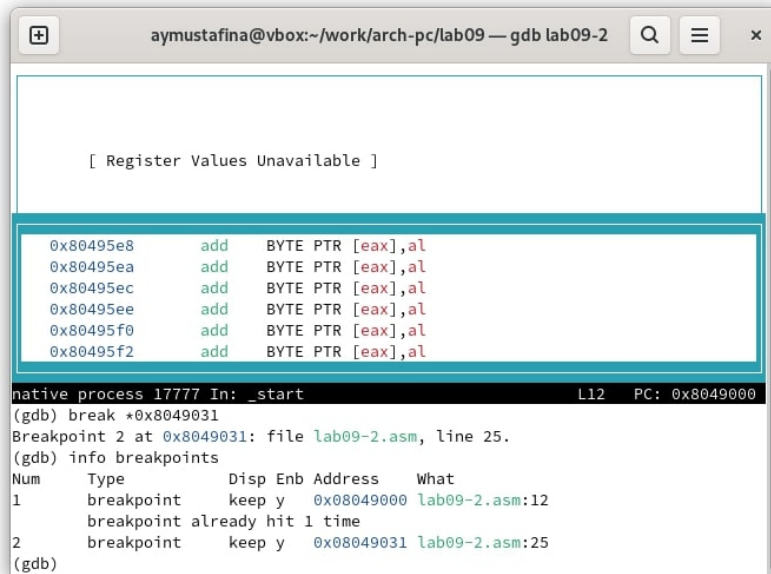 aymustafina@vbox:~/work/arch-pc/lab09 — gdb lab09-2
[ Register Values Unavailable ]
0x80495e8 add BYTE PTR [eax],al
0x80495ea add BYTE PTR [eax],al
0x80495ec add BYTE PTR [eax],al
0x80495ee add BYTE PTR [eax],al
0x80495f0 add BYTE PTR [eax],al
0x80495f2 add BYTE PTR [eax],al
native process 17777 In: _start L12 PC: 0x8049000
(gdb) break *0x8049031
Breakpoint 2 at 0x8049031: file lab09-2.asm, line 25.
(gdb) info breakpoints
Num Type Disp Enb Address What
1 breakpoint keep y 0x08049000 lab09-2.asm:12
breakpoint already hit 1 time
2 breakpoint keep y 0x08049031 lab09-2.asm:25
(gdb)